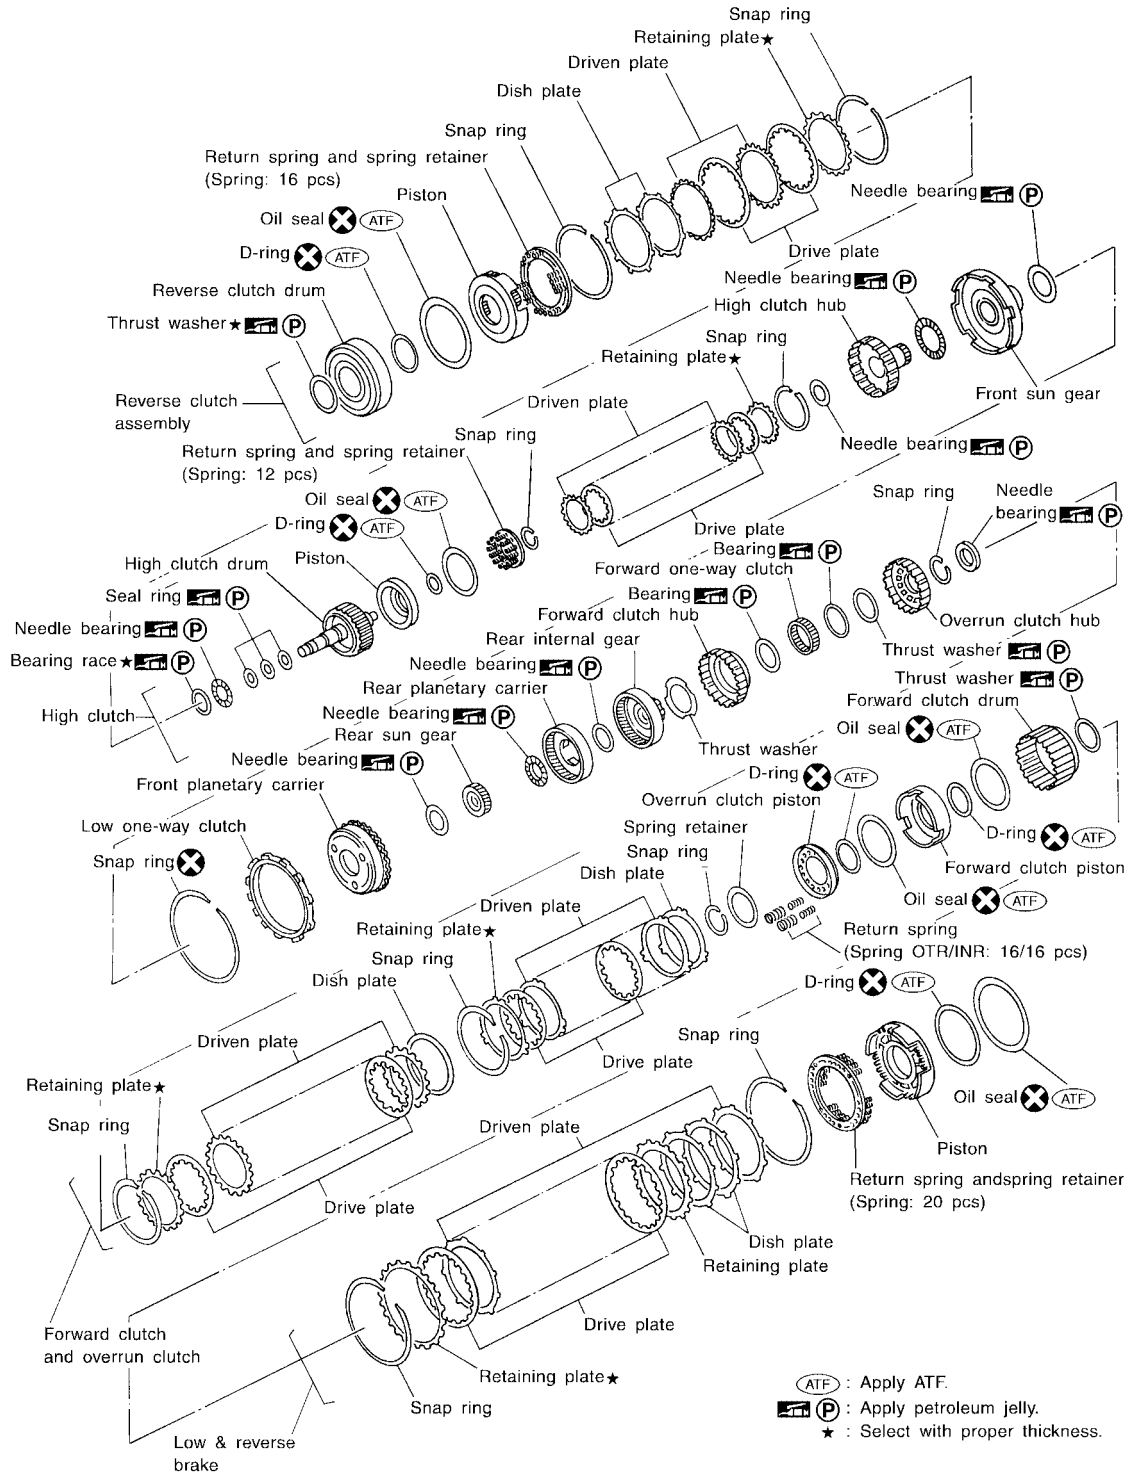 Snap ring
Retaining plate★
Driven plate
Dish plate
Snap ring
Return spring and spring retainer
(Spring: 16 pcs)
Piston
Oil seal ATF
D-ring ATF
Reverse clutch drum
Thrust washer★ P
Reverse clutch
assembly
Needle bearing P
Drive plate
Needle bearing P
High clutch hub
Snap ring
Retaining plate★
Driven plate
Front sun gear
Needle bearing P
Return spring and spring retainer
(Spring: 12 pcs)
Snap ring
Oil seal ATF
D-ring ATF
Piston
High clutch drum
Seal ring P
Needle bearing P
Bearing race★ P
High clutch
Drive plate
Snap ring
Needle
bearing P
Bearing P
Forward one-way clutch
Bearing P
Forward clutch hub
Rear internal gear
Needle bearing P
Rear planetary carrier
Needle bearing P
Rear sun gear
Needle bearing P
Front planetary carrier
Low one-way clutch
Snap ring
Overrun clutch hub
Thrust washer P
Thrust washer P
Forward clutch drum
Thrust washer
Oil seal ATF
D-ring ATF
Overrun clutch piston
Spring retainer
Snap ring
Dish plate
D-ring ATF
Forward clutch piston
Oil seal ATF
Return spring
(Spring OTR/INR: 16/16 pcs)
Driven plate
Retaining plate★
Snap ring
Dish plate
Driven plate
Drive plate
Retaining plate★
Snap ring
Drive plate
Forward clutch
and overrun clutch
D-ring ATF
Snap ring
Oil seal ATF
Piston
Return spring andspring retainer
(Spring: 20 pcs)
Driven plate
Dish plate
Retaining plate
Drive plate
Retaining plate★
Snap ring
Low & reverse
brake
ATF : Apply ATF.
P : Apply petroleum jelly.
★ : Select with proper thickness.